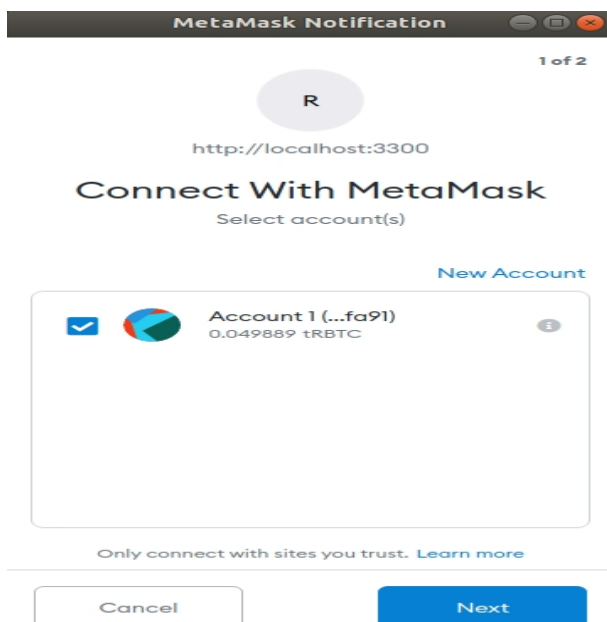 MetaMask Notification
1 of 2
R
http://localhost:3300
Connect With MetaMask
Select account(s)
New Account
Account 1 (...fa91)
0.049889 tRBTC
Only connect with sites you trust. Learn more
Cancel Next